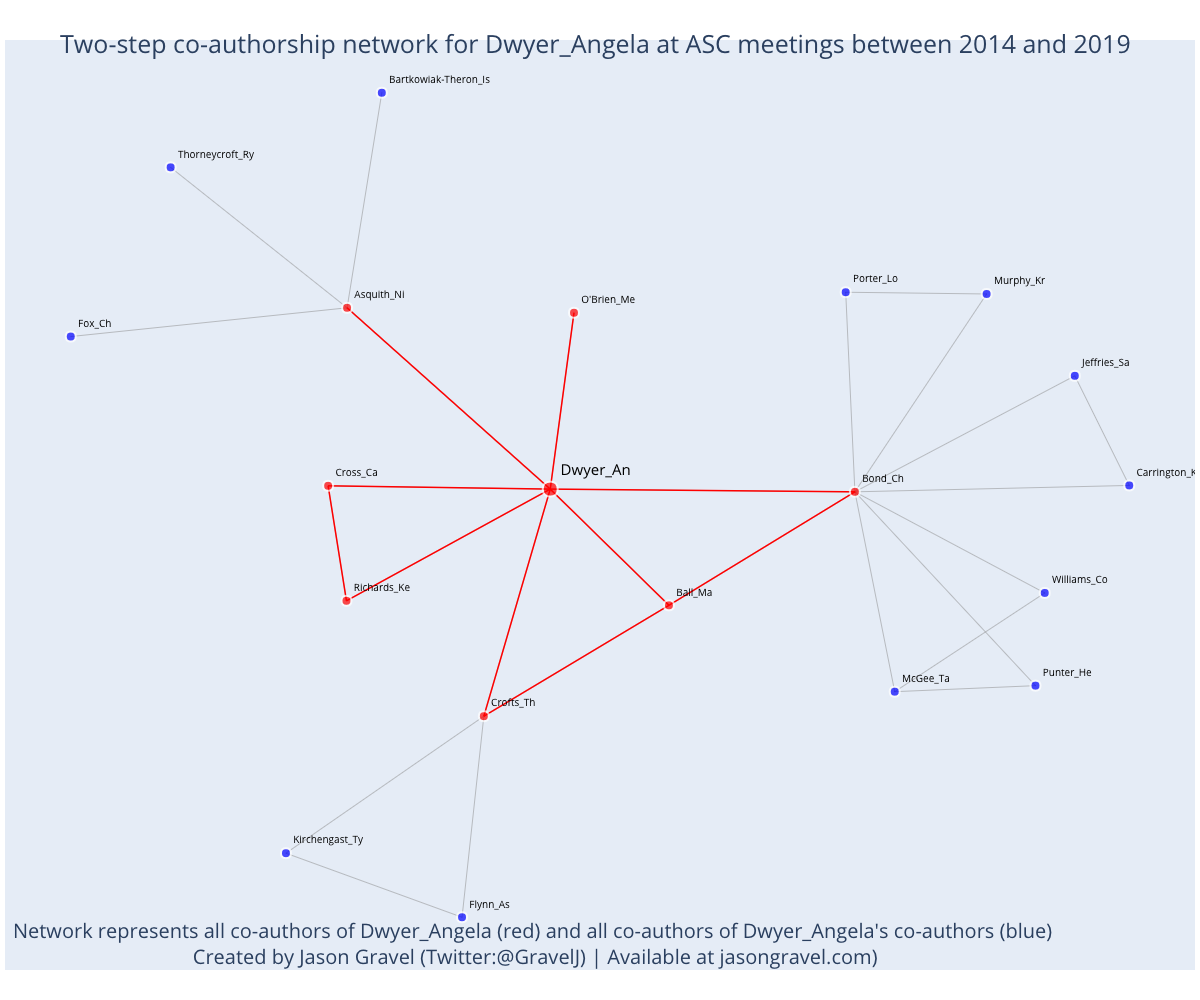 Two-step co-authorship network for Dwyer_Angela at ASC meetings between 2014 and 2019
Bartkowiak-Theron_Is
Thorneycroft_Ry
Porter_Lo
Murphy_Kr
Asquith_Ni
O'Brien_Me
Fox_Ch
Jeffries_Sa
Dwyer_An
Cross_Ca
Bond_Ch
Carrington_K
Richards_Ke
Ball_Ma
Williams_Co
McGee_Ta
Punter_He
Crofts_Th
Kirchengast_Ty
Flynn_As
Network represents all co-authors of Dwyer_Angela (red) and all co-authors of Dwyer_Angela's co-authors (blue)
Created by Jason Gravel (Twitter:@GravelJ) | Available at jasongravel.com)